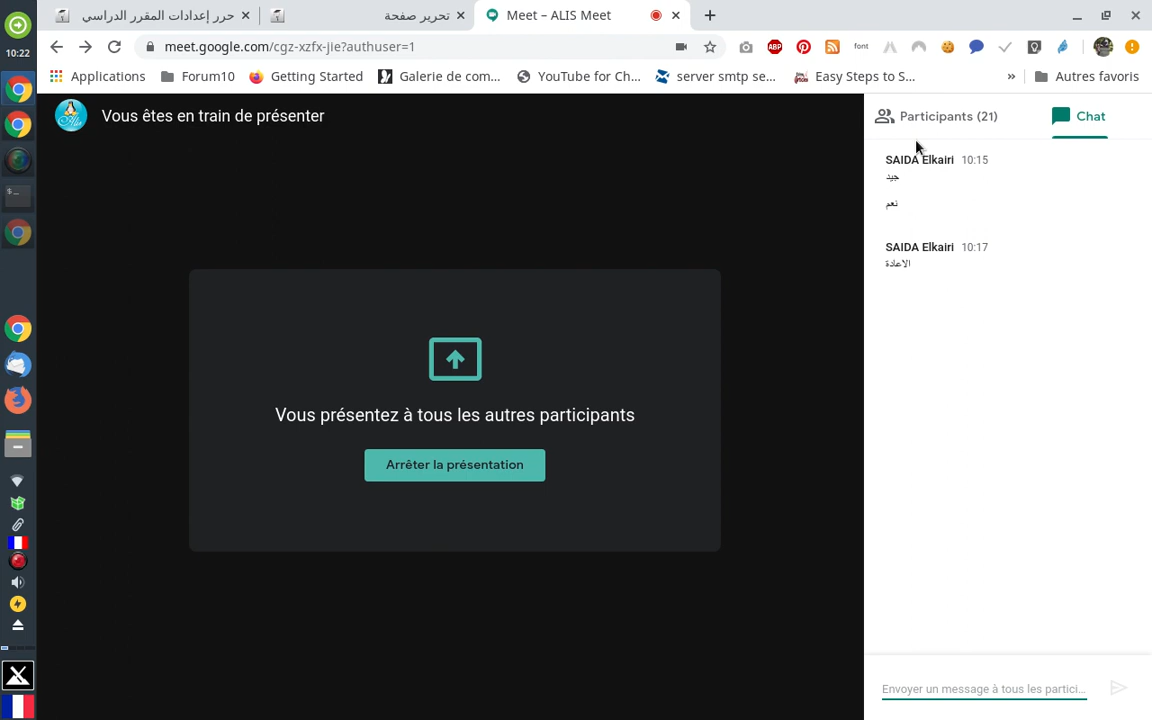 10:22
حرر إعدادات المقرر الدراسي
تحرير صفحة
Meet – ALIS Meet
meet.google.com/cgz-xzfx-jie?authuser=1
ABP
font
Applications
Forum10
Getting Started
Galerie de com...
YouTube for Ch...
server smtp se...
Easy Steps to S...
»
Autres favoris
Vous êtes en train de présenter
Participants (21)
Chat
SAIDA Elkairi 10:15
جيد
نعم
SAIDA Elkairi 10:17
الاعادة
Vous présentez à tous les autres participants
Arrêter la présentation
Envoyer un message à tous les partici...